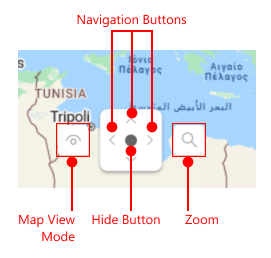 Navigation Buttons
Ιόνιο
Πέλαγος
Αιγαίο
Πέλαγος
TUNISIA
Tripoli
البحر الأبيض المتوسط
Map View
Mode
Hide Button
Zoom